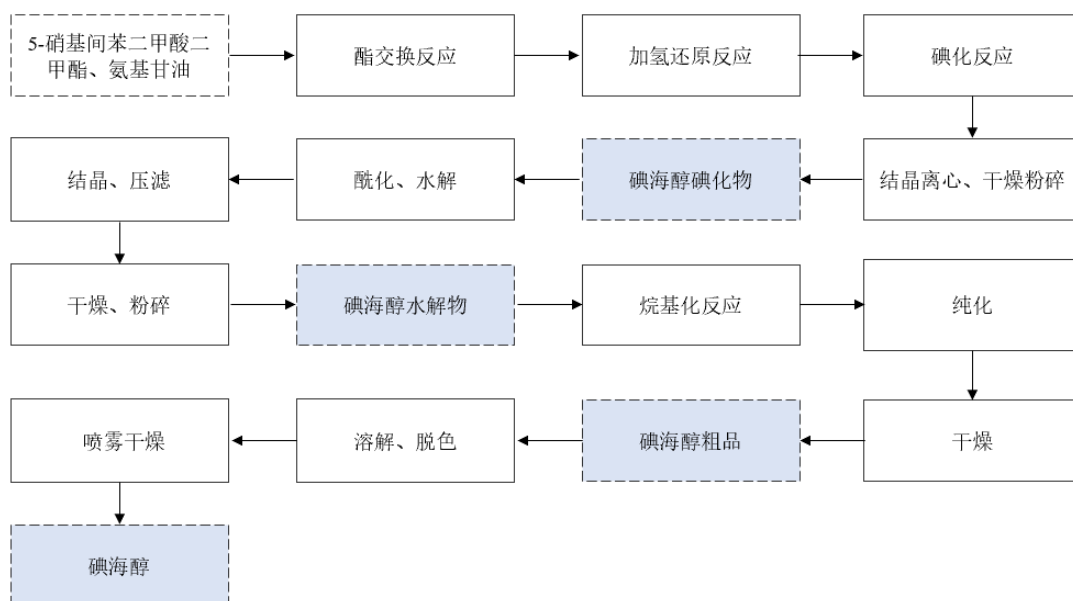 5-硝基间苯二甲酸二
甲酯、氨基甘油
酯交换反应
加氢还原反应
碘化反应
结晶离心、干燥粉碎
碘海醇碘化物
酰化、水解
结晶、压滤
干燥、粉碎
碘海醇水解物
烷基化反应
纯化
干燥
碘海醇粗品
溶解、脱色
喷雾干燥
碘海醇